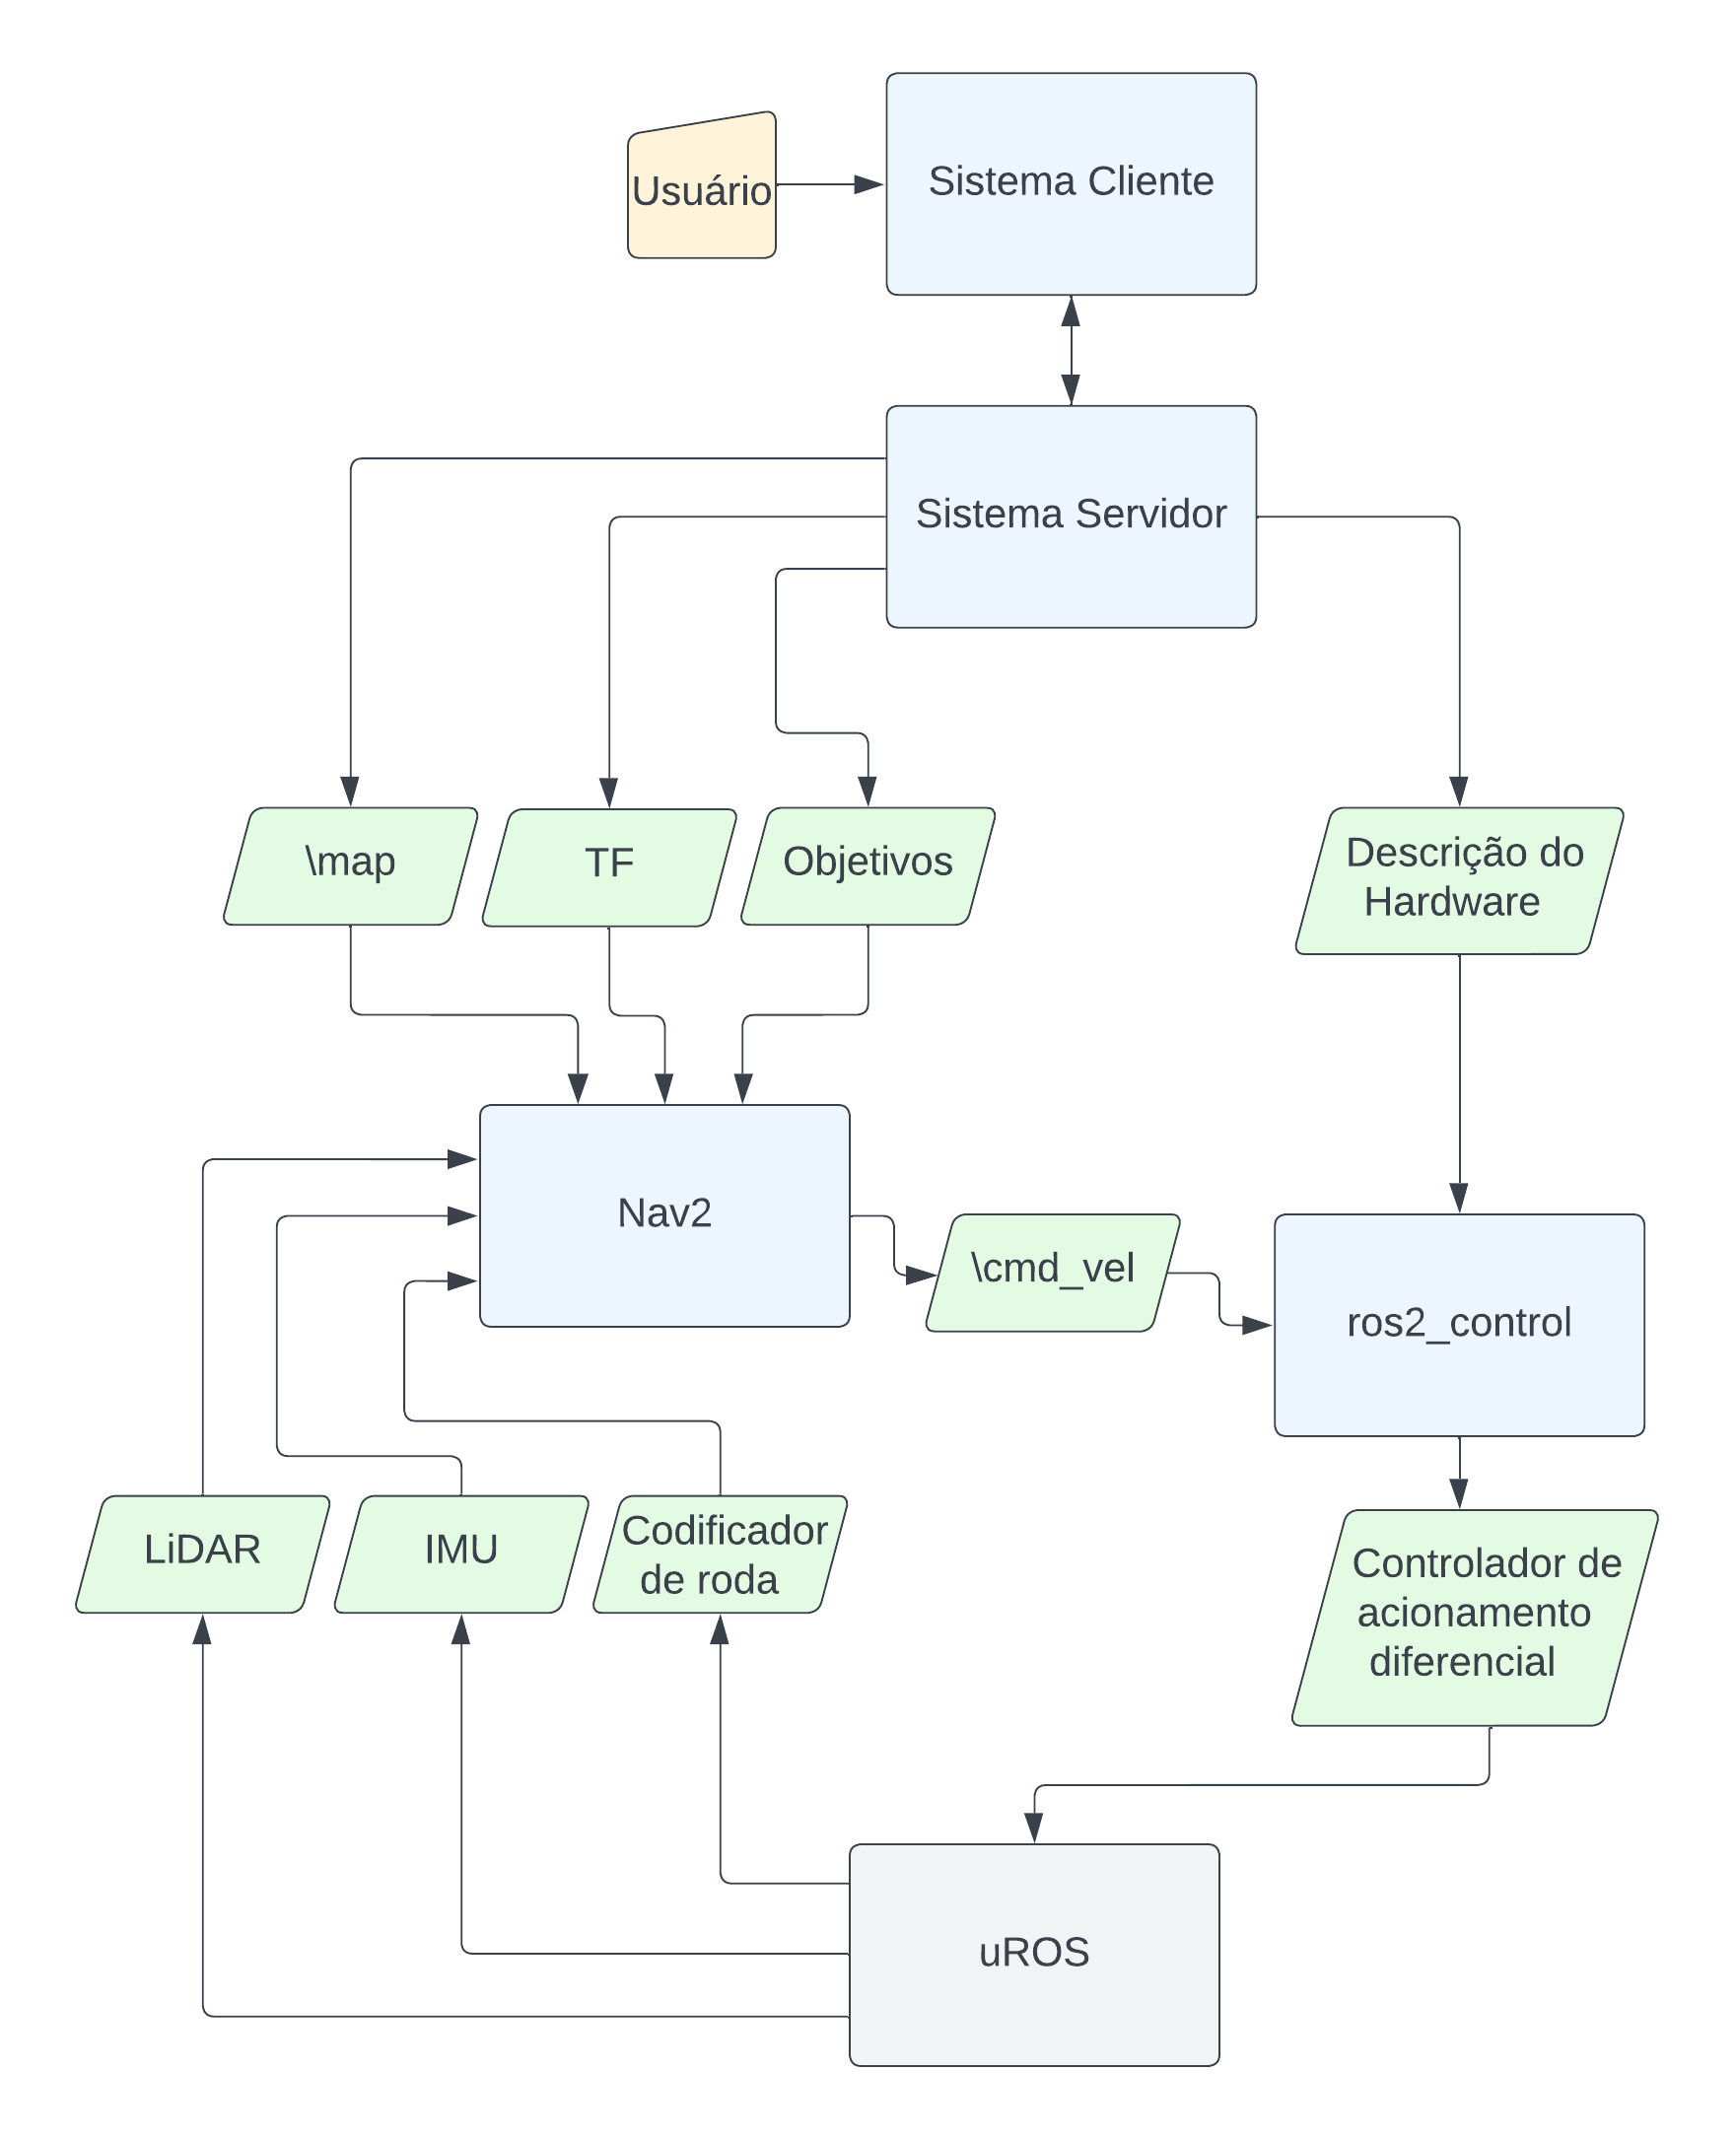 Usuário
Sistema Cliente
Sistema Servidor
\map
TF
Objetivos
Descrição do
Hardware
Nav2
\cmd_vel
ros2_control
LiDAR
IMU
Codificador
de roda
Controlador de
acionamento
diferencial
uROS